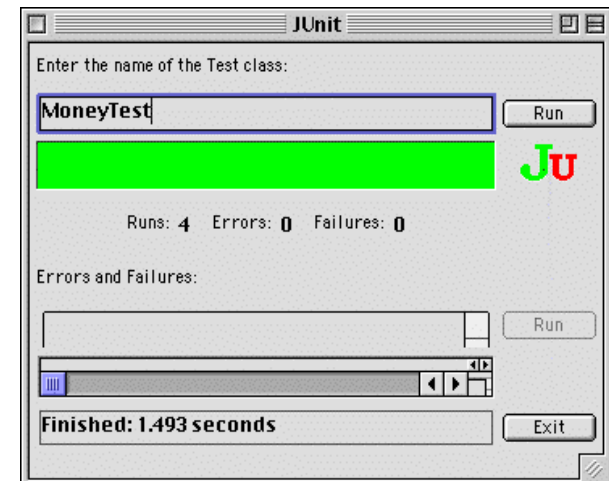 JUnit
Enter the name of the Test class:
MoneyTest
Run
JU
Runs: 4 Errors: 0 Failures: 0
Errors and Failures:
Run
Finished: 1.493 seconds
Exit